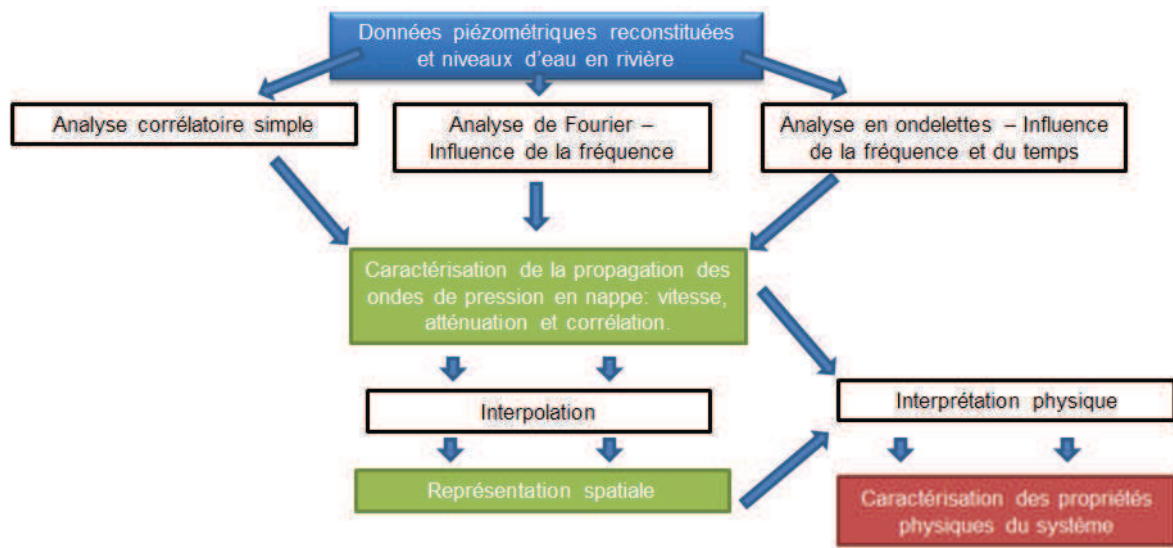 Données piézométriques reconstituées
et niveaux d'eau en rivière
Analyse corrélatoire simple
Analyse de Fourier –
Influence de la fréquence
Analyse en ondelettes – Influence
de la fréquence et du temps
Caractérisation de la propagation des
ondes de pression en nappe: vitesse,
atténuation et corrélation.
Interpolation
Interprétation physique
Représentation spatiale
Caractérisation des propriétés
physiques du système